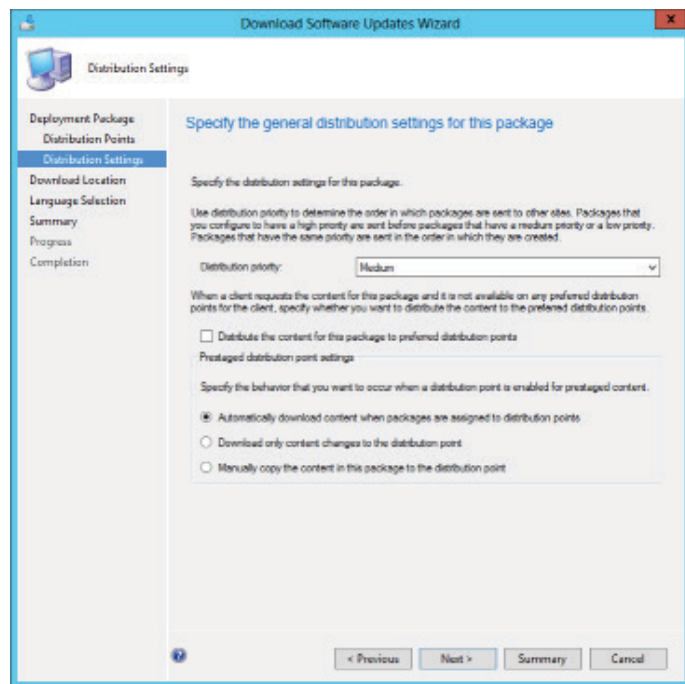 Download Software Updates Wizard
x
Distribution Settings
Deployment Package
Distribution Points
Distribution Settings
Download Location
Language Selection
Summary
Progress
Completion
Specify the general distribution settings for this package
Specify the distribution settings for this package.
Use distribution priority to determine the order in which packages are sent to other sites. Packages that
you configure to have a high priority are sent before packages that have a medium priority or a low priority.
Packages that have the same priority are sent in the order in which they are created.
Distribution priority: Medium
When a client requests the content for this package and it is not available on any preferred distribution
points for the client, specify whether you want to distribute the content to the preferred distribution points.
Distribute the content for this package to preferred distribution points
Prestaged distribution point settings
Specify the behavior that you want to occur when a distribution point is enabled for prestaged content.
Automatically download content when packages are assigned to distribution points
Download only content changes to the distribution point
Manually copy the content in this package to the distribution point
? < Previous Next > Summary Cancel